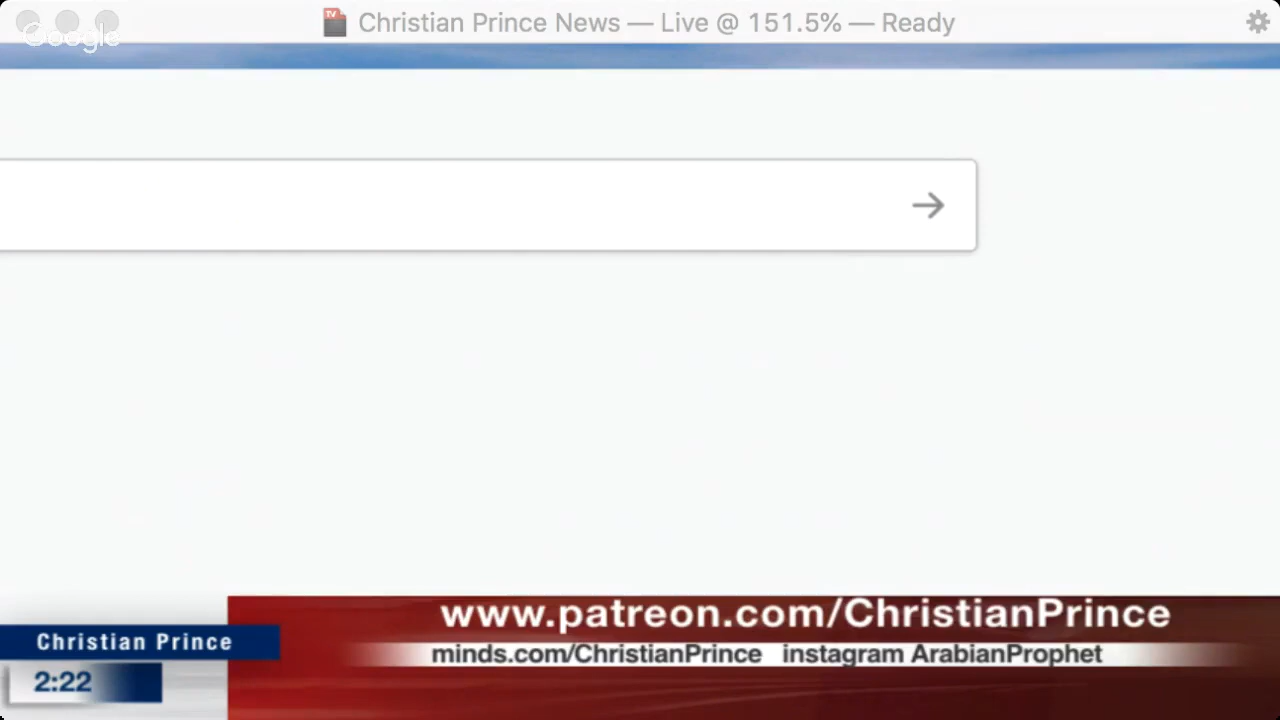 Christian Prince News — Live @ 151.5% — Ready
Google
www.patreon.com/ChristianPrince
minds.com/ChristianPrince instagram ArabianProphet
Christian Prince
2:22
TV